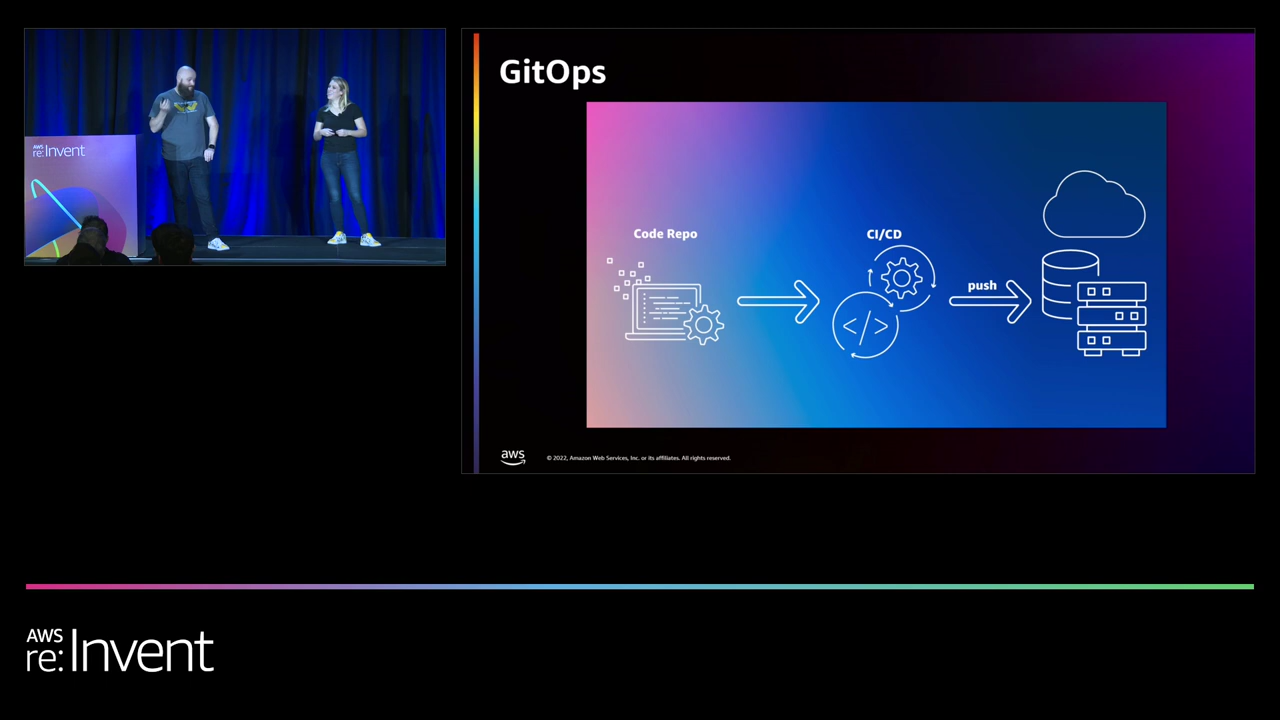 AWS
re:Invent
GitOps
Code Repo
CI/CD
push
</>
aws
© 2022, Amazon Web Services, Inc. or its affiliates. All rights reserved.
AWS
re:Invent